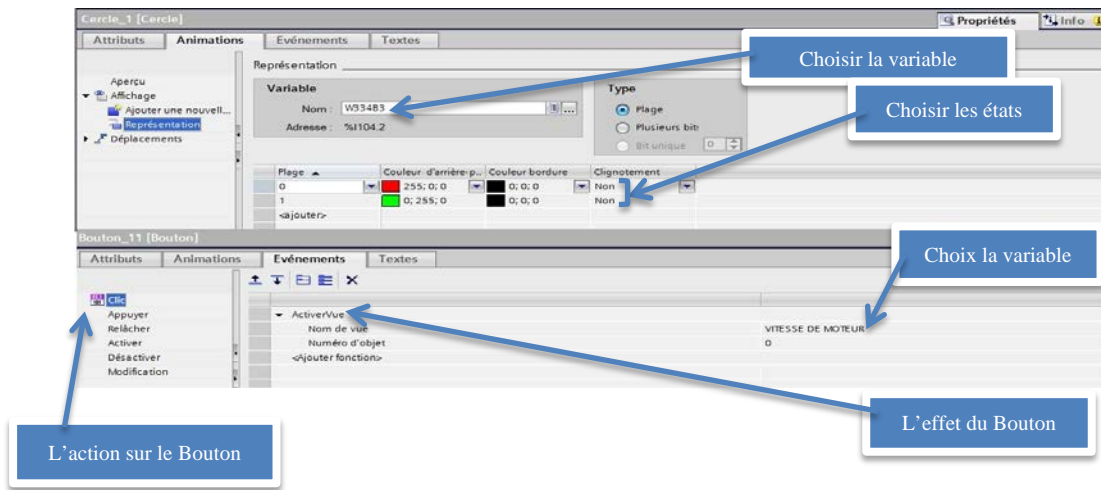 Cercle_1 [Cercle]
Propriétés
Info
Attributs Animations Evénements Textes
Choisir la variable
Représentation
Aperçu
Affichage
Ajouter une nouvell...
Représentation
Déplacements
Variable
Nom : W334B3
...
Adresse : %I104.2
Type
Plage
Plusieurs bit:
Bit unique 0
Choisir les états
Plage Couleur d'arrière-p... Couleur bordure Clignotement
0 255; 0; 0 0; 0; 0 Non
1 0; 255; 0 0; 0; 0 Non
<ajouter>
Bouton_11 [Bouton]
Attributs Animations Evénements Textes
Choix la variable
Clic
Appuyer
Relâcher
Activer
Désactiver
Modification
ActiverVue
Nom de vue VITESSE DE MOTEUR
Numéro d'objet 0
<Ajouter fonction>
L'effet du Bouton
L'action sur le Bouton